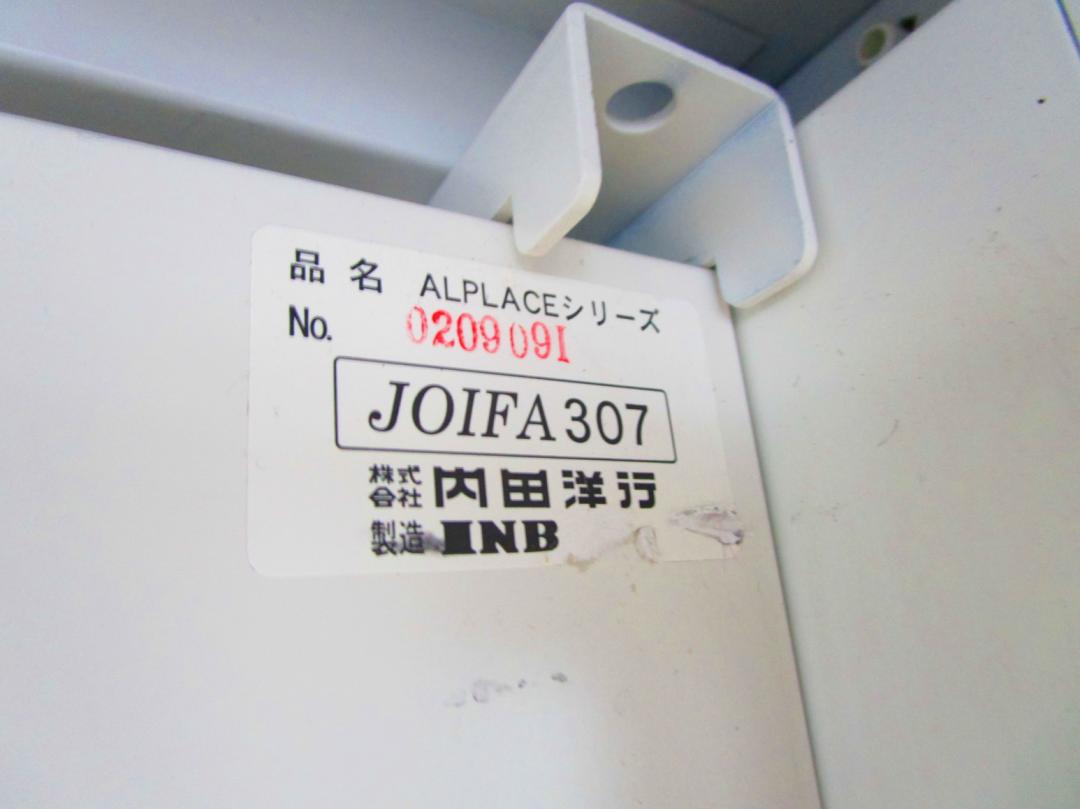 品名 ALPLACEシリーズ
No. 0209091
JOIFA 307
株式会社 内田洋行
製造 INB